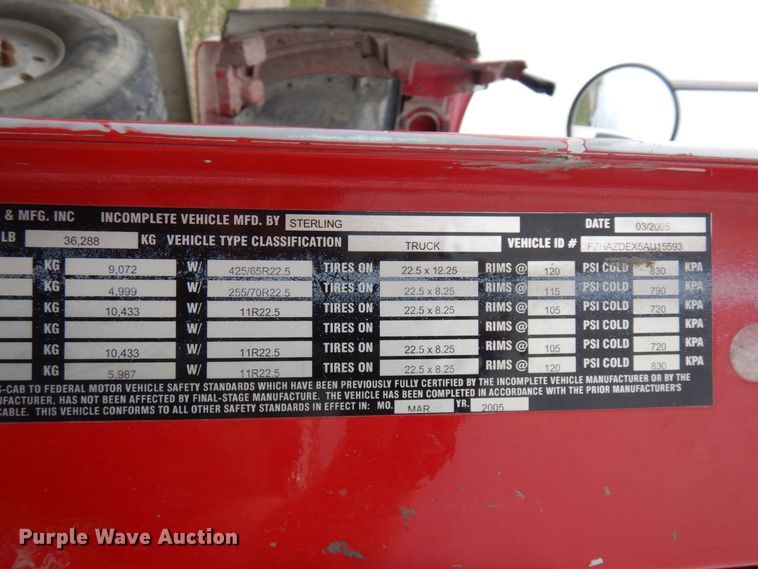 & MFG. INC INCOMPLETE VEHICLE MFD. BY STERLING DATE 03/2005
LB 36,288 KG VEHICLE TYPE CLASSIFICATION TRUCK VEHICLE ID # FZHAZDEX5AU15593
KG 9,072 W/ 425/65R22.5 TIRES ON 22.5 x 12.25 RIMS @ 120 PSI COLD 830 KPA
KG 4,999 W/ 255/70R22.5 TIRES ON 22.5 x 8.25 RIMS @ 115 PSI COLD 790 KPA
KG 10,433 W/ 11R22.5 TIRES ON 22.5 x 8.25 RIMS @ 105 PSI COLD 720 KPA
KG W/ TIRES ON RIMS @ PSI COLD KPA
KG 10,433 W/ 11R22.5 TIRES ON 22.5 x 8.25 RIMS @ 105 PSI COLD 720 KPA
KG 5,987 W/ 11R22.5 TIRES ON 22.5 x 8.25 RIMS @ 120 PSI COLD 830 KPA
S-CAB TO FEDERAL MOTOR VEHICLE SAFETY STANDARDS WHICH HAVE BEEN PREVIOUSLY FULLY CERTIFIED BY THE INCOMPLETE VEHICLE MANUFACTURER OR BY THE
UFACTURER, HAS NOT BEEN AFFECTED BY FINAL-STAGE MANUFACTURE. THE VEHICLE HAS BEEN COMPLETED IN ACCORDANCE WITH THE PRIOR MANUFACTURER'S
CABLE. THIS VEHICLE CONFORMS TO ALL OTHER SAFETY STANDARDS IN EFFECT IN: MO. MAR YR. 2005
Purple Wave Auction